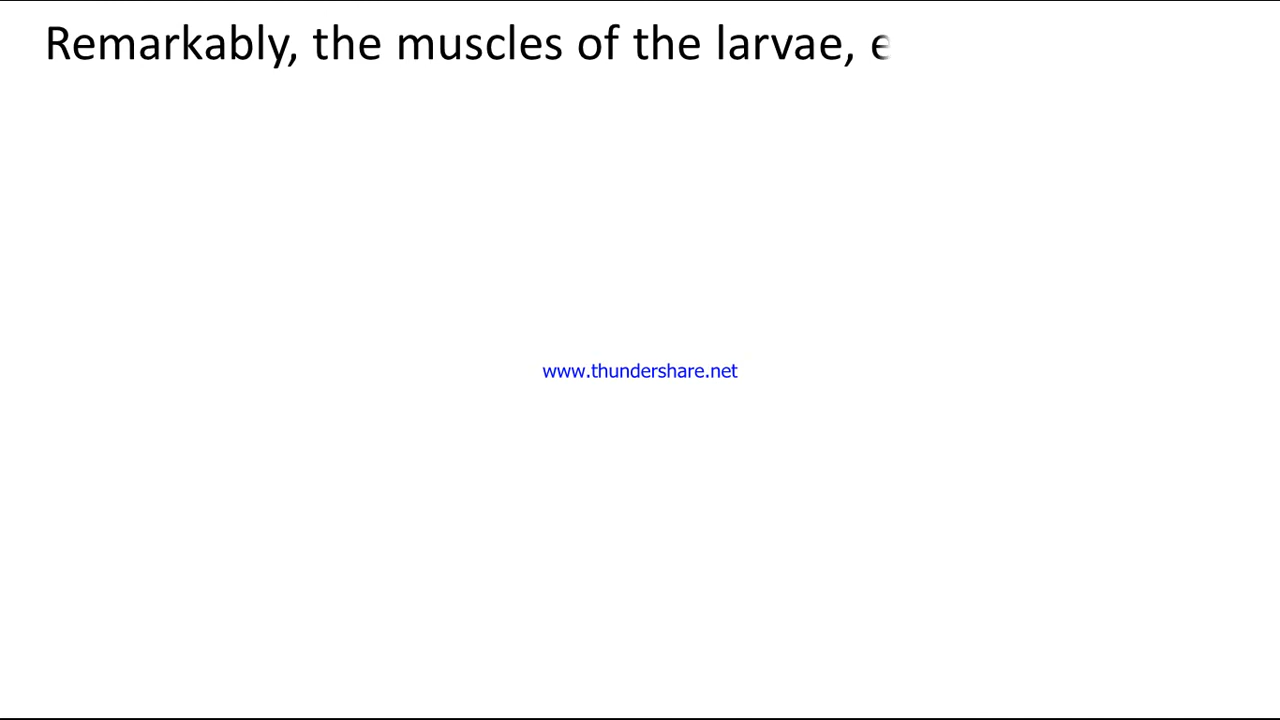 Remarkably, the muscles of the larvae, e
www.thundershare.net